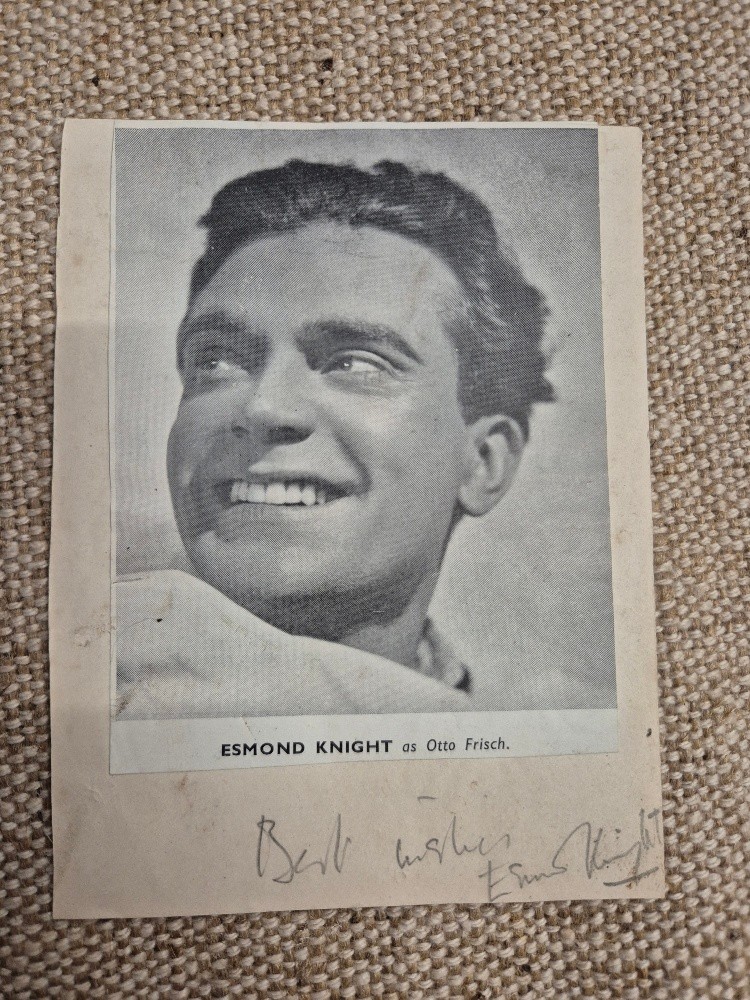 ESMOND KNIGHT as Otto Frisch.
Best wishes
Esmond Knight